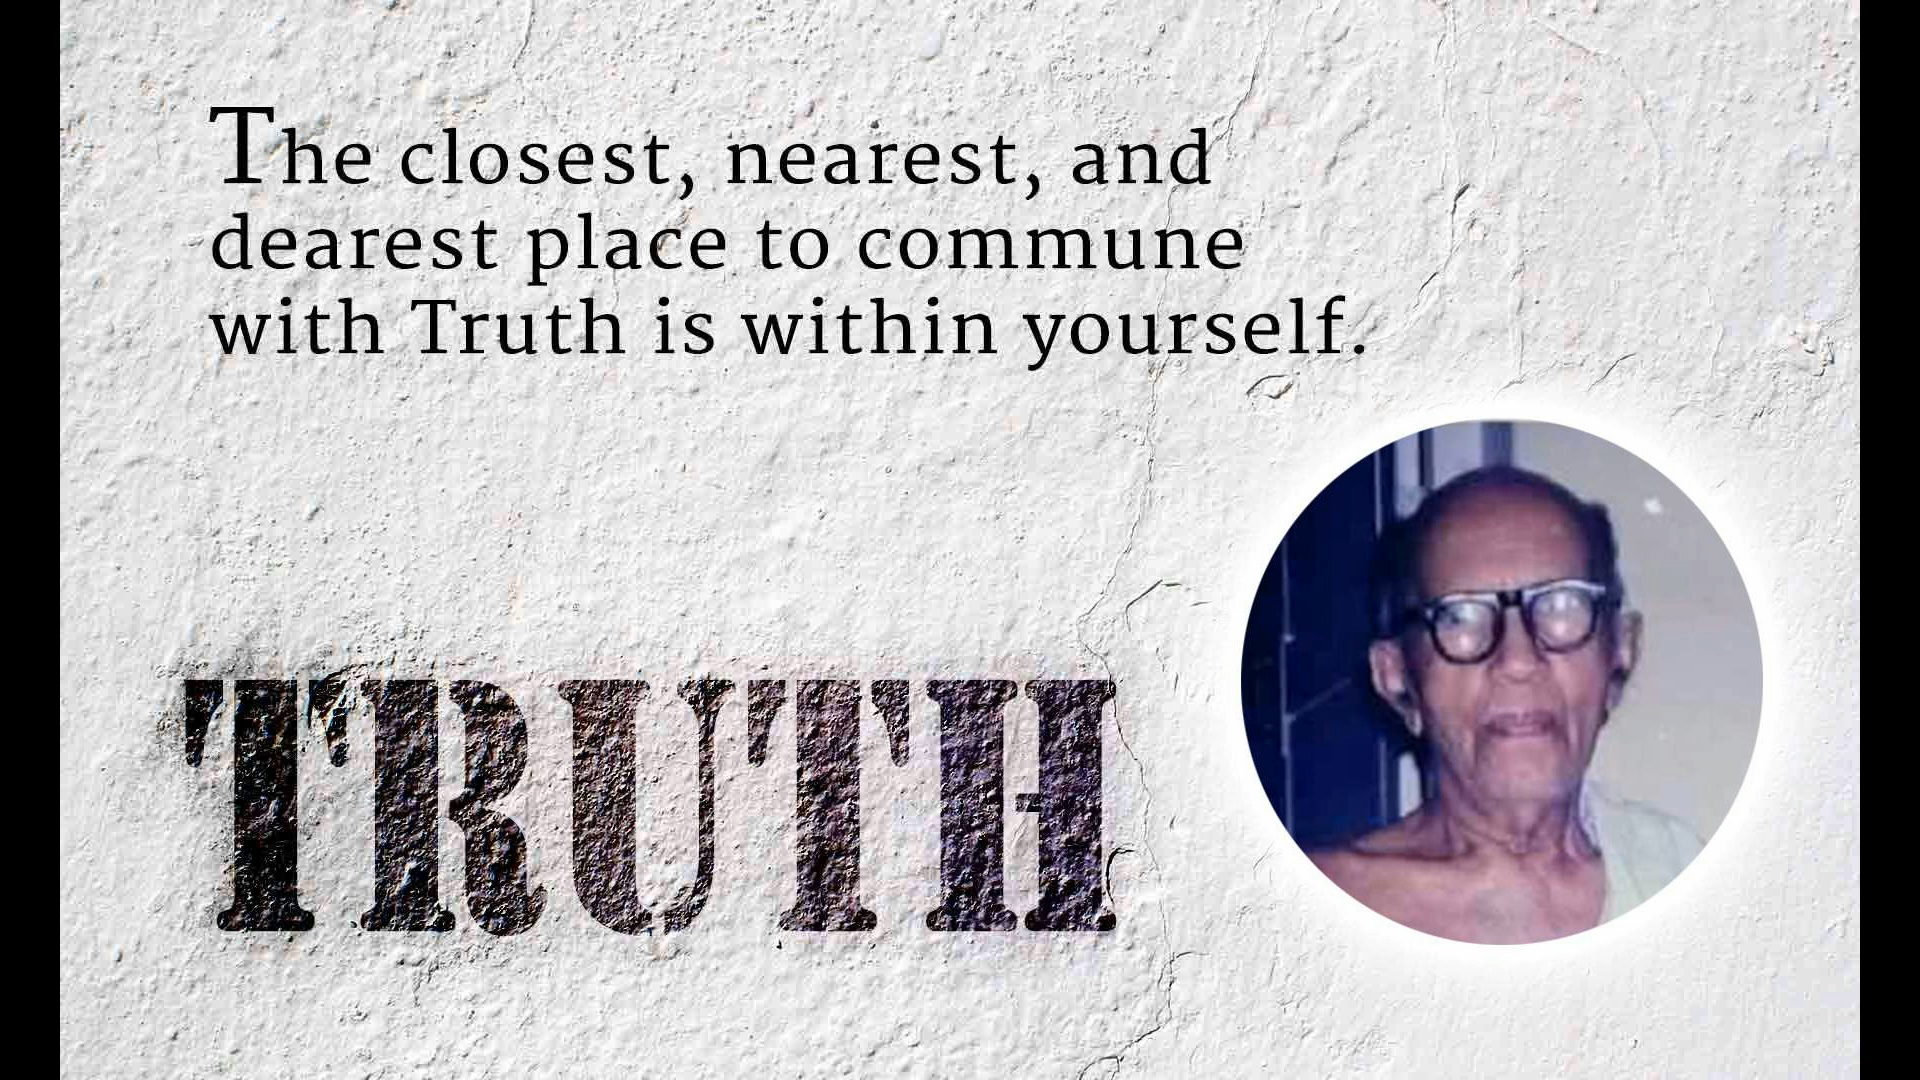 The closest, nearest, and
dearest place to commune
with Truth is within yourself.
TRUTH